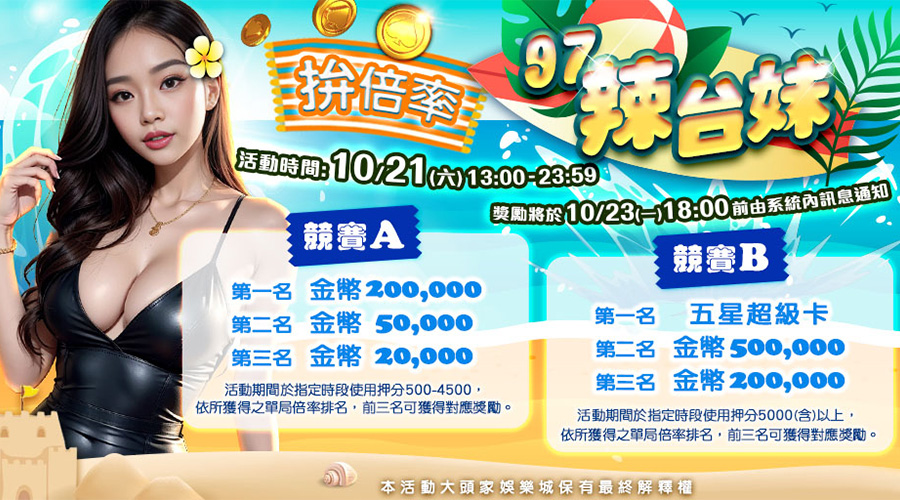 拚倍率
97
辣台妹
活動時間:10/21(六)13:00-23:59
獎勵將於10/23(一)18:00前由系統內訊息通知
競賽A
第一名 金幣200,000
第二名 金幣 50,000
第三名 金幣 20,000
活動期間於指定時段使用押分500-4500，
依所獲得之單局倍率排名，前三名可獲得對應獎勵。
競賽B
第一名 五星超級卡
第二名 金幣500,000
第三名 金幣200,000
活動期間於指定時段使用押分5000(含)以上，
依所獲得之單局倍率排名，前三名可獲得對應獎勵。
本活動大頭家娛樂城保有最終解釋權